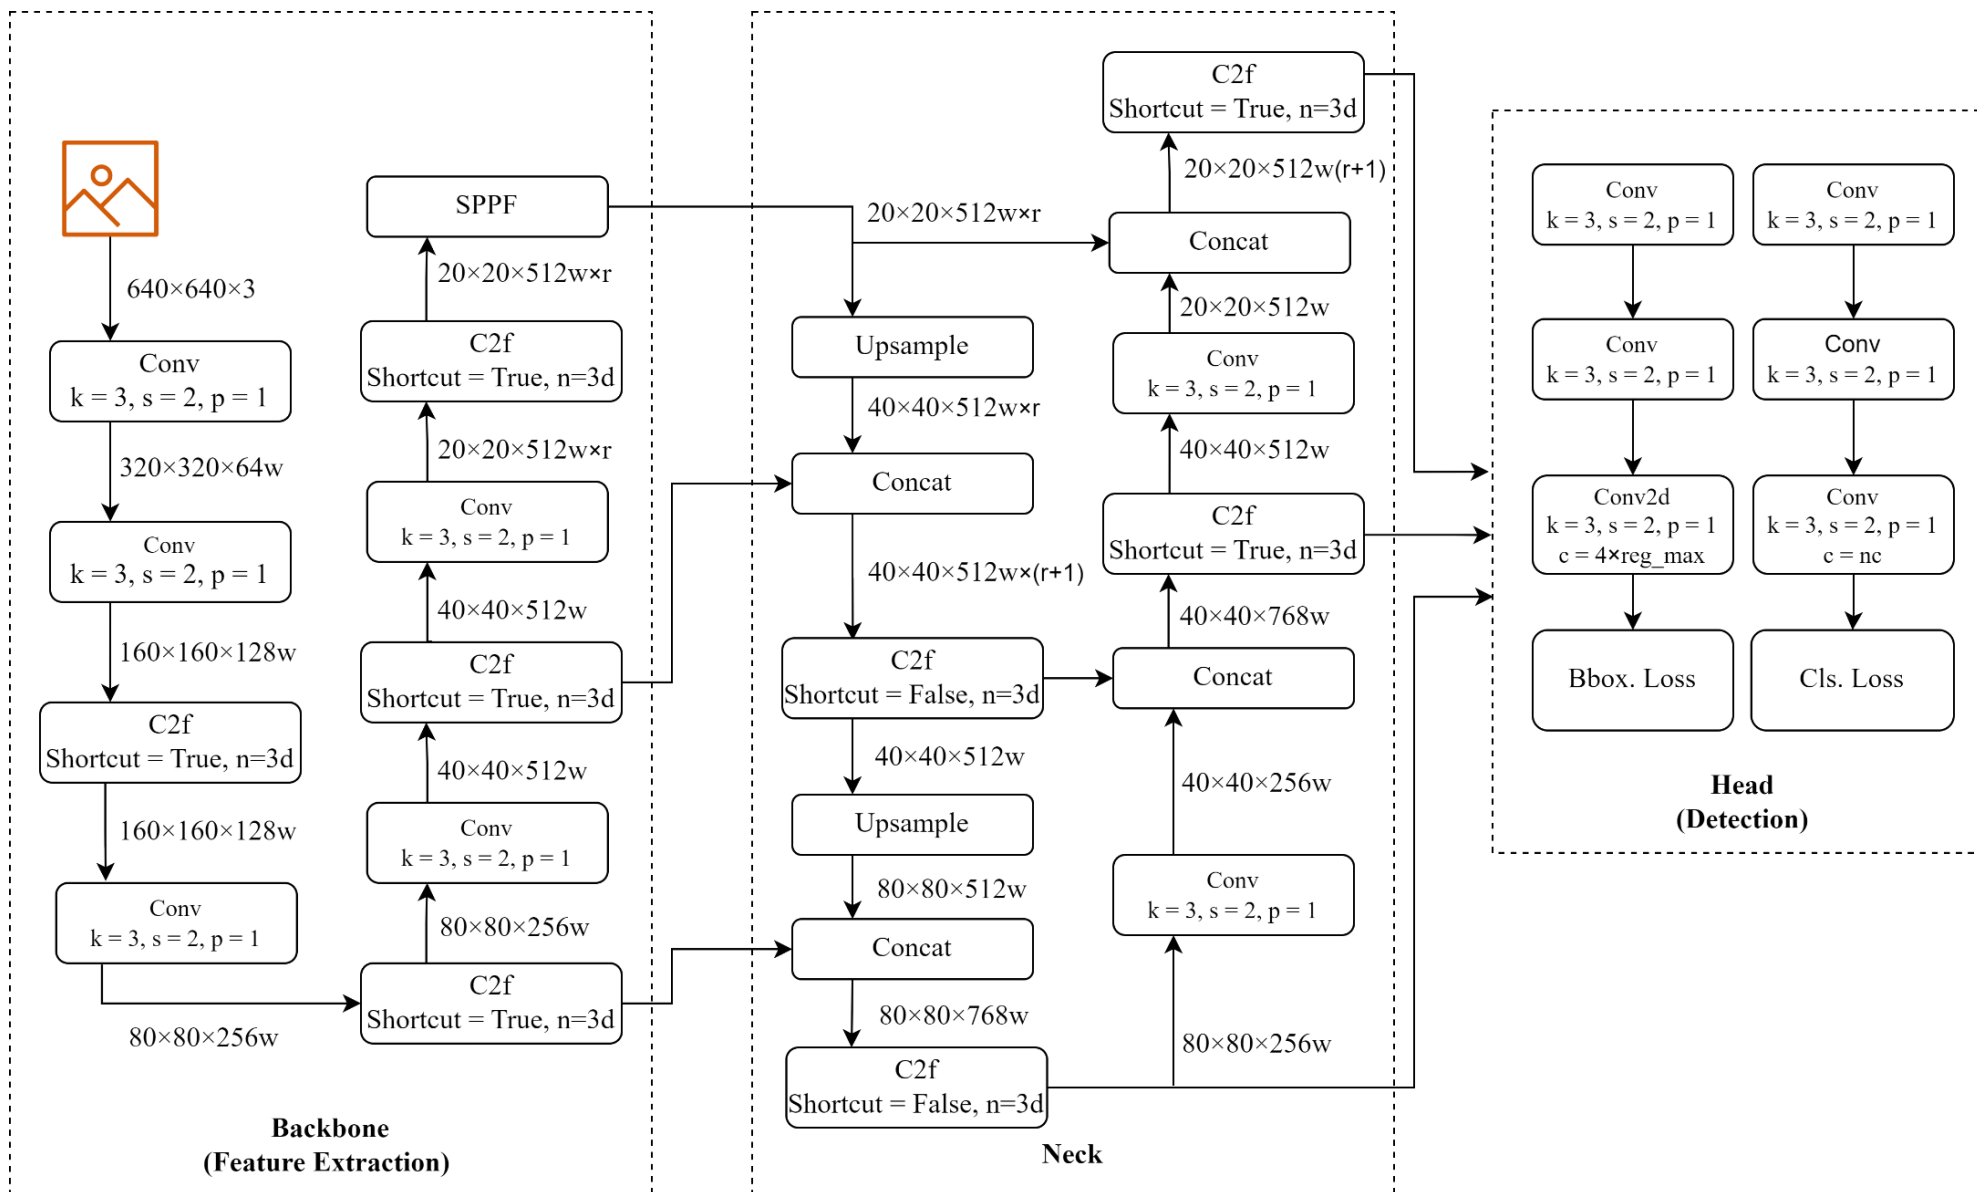 640×640×3
Conv
k = 3, s = 2, p = 1
320×320×64w
Conv
k = 3, s = 2, p = 1
160×160×128w
C2f
Shortcut = True, n=3d
160×160×128w
Conv
k = 3, s = 2, p = 1
80×80×256w
C2f
Shortcut = True, n=3d
80×80×256w
Conv
k = 3, s = 2, p = 1
40×40×512w
C2f
Shortcut = True, n=3d
40×40×512w
Conv
k = 3, s = 2, p = 1
20×20×512w×r
C2f
Shortcut = True, n=3d
20×20×512w×r
SPPF
Backbone
(Feature Extraction)
20×20×512w×r
Upsample
40×40×512w×r
Concat
40×40×512w×(r+1)
C2f
Shortcut = False, n=3d
40×40×512w
Upsample
80×80×512w
Concat
80×80×768w
C2f
Shortcut = False, n=3d
80×80×256w
Conv
k = 3, s = 2, p = 1
40×40×256w
Concat
40×40×768w
C2f
Shortcut = True, n=3d
40×40×512w
Conv
k = 3, s = 2, p = 1
20×20×512w
Concat
20×20×512w(r+1)
C2f
Shortcut = True, n=3d
Neck
Conv
k = 3, s = 2, p = 1
Conv
k = 3, s = 2, p = 1
Conv2d
k = 3, s = 2, p = 1
c = 4×reg_max
Bbox. Loss
Conv
k = 3, s = 2, p = 1
Conv
k = 3, s = 2, p = 1
Conv
k = 3, s = 2, p = 1
c = nc
Cls. Loss
Head
(Detection)